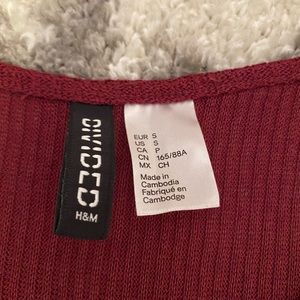 DIVIDED
H&M
EUR S
US S
CA P
CN 165/88A
MX CH
Made in
Cambodia
Fabriqué en
Cambodge